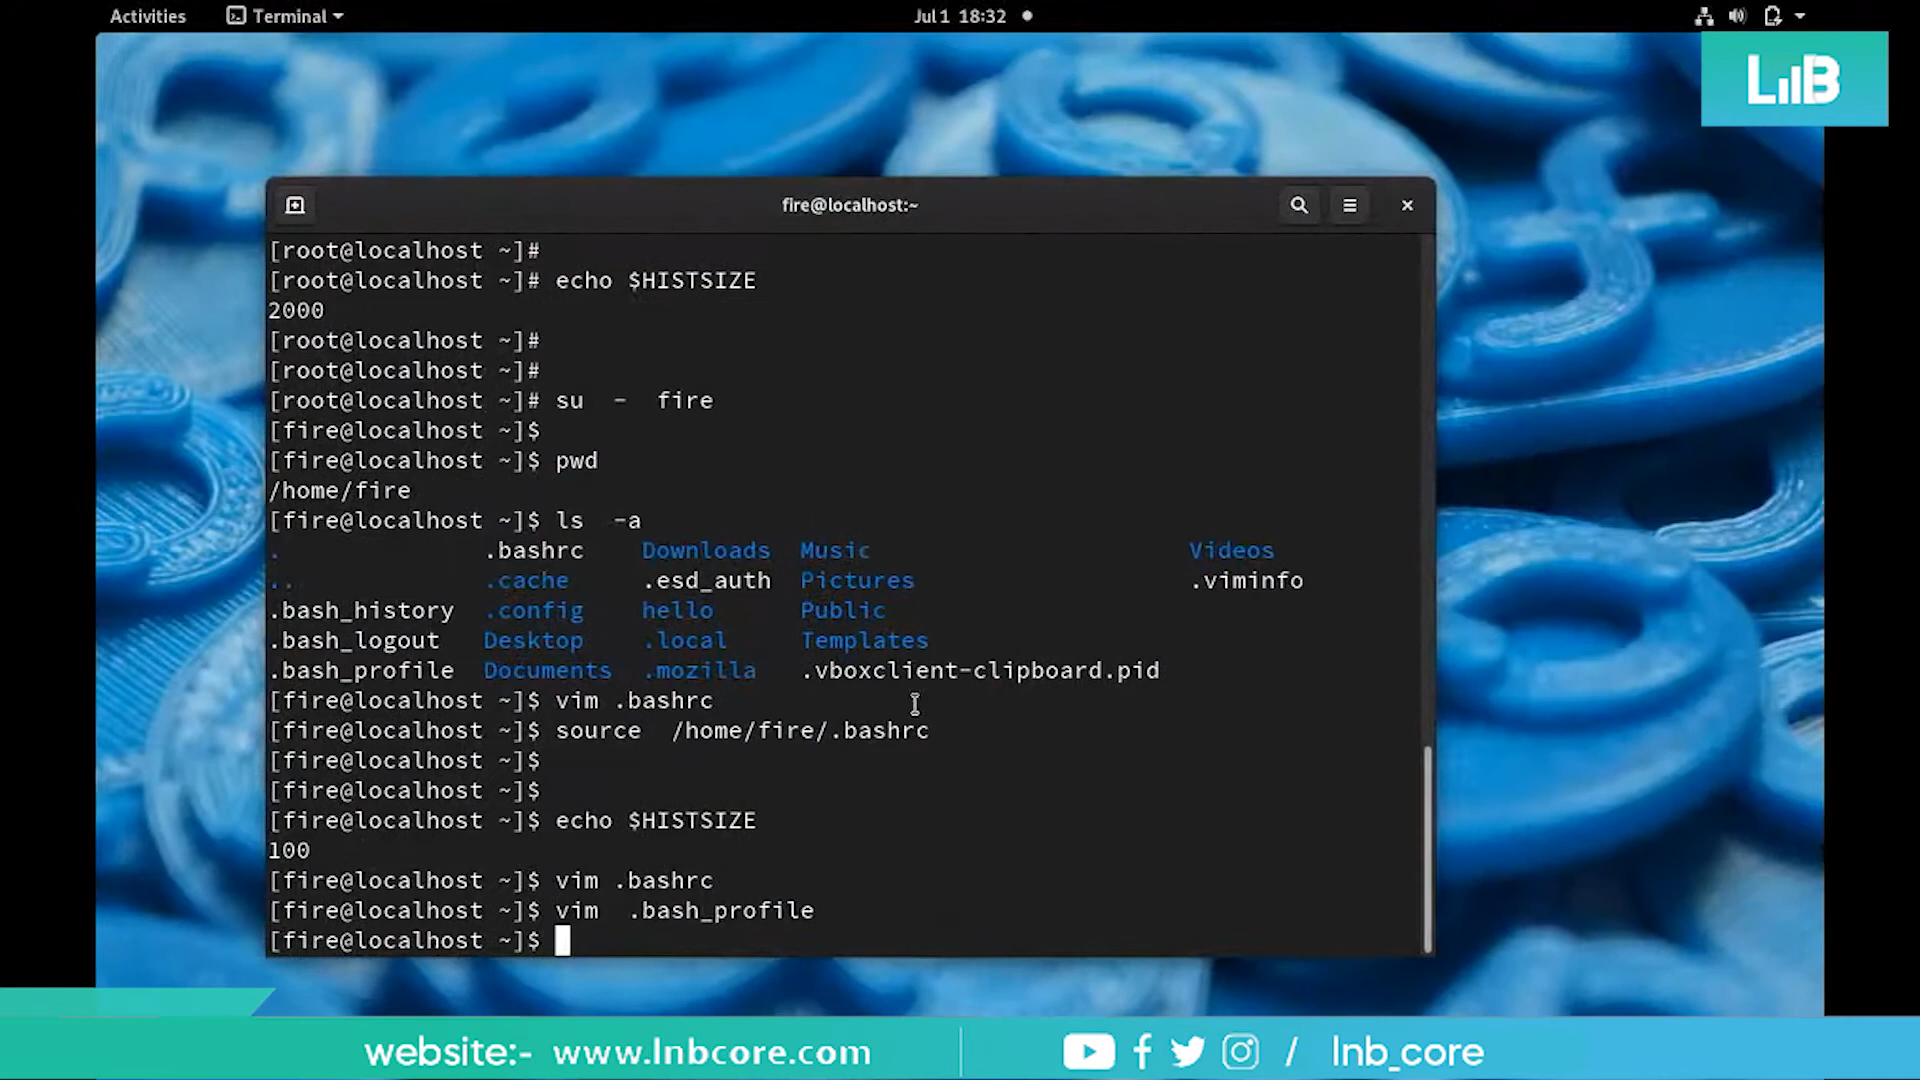 Activities Terminal Jul 1 18:32
LIIB
fire@localhost:~
[root@localhost ~]#
[root@localhost ~]# echo $HISTSIZE
2000
[root@localhost ~]#
[root@localhost ~]#
[root@localhost ~]# su  -  fire
[fire@localhost ~]$
[fire@localhost ~]$ pwd
/home/fire
[fire@localhost ~]$ ls  -a
. .bashrc Downloads Music Videos
.. .cache .esd_auth Pictures .viminfo
.bash_history .config hello Public
.bash_logout Desktop .local Templates
.bash_profile Documents .mozilla .vboxclient-clipboard.pid
[fire@localhost ~]$ vim .bashrc
[fire@localhost ~]$ source  /home/fire/.bashrc
[fire@localhost ~]$
[fire@localhost ~]$
[fire@localhost ~]$ echo $HISTSIZE
100
[fire@localhost ~]$ vim .bashrc
[fire@localhost ~]$ vim  .bash_profile
[fire@localhost ~]$
website:- www.lnbcore.com / lnb_core